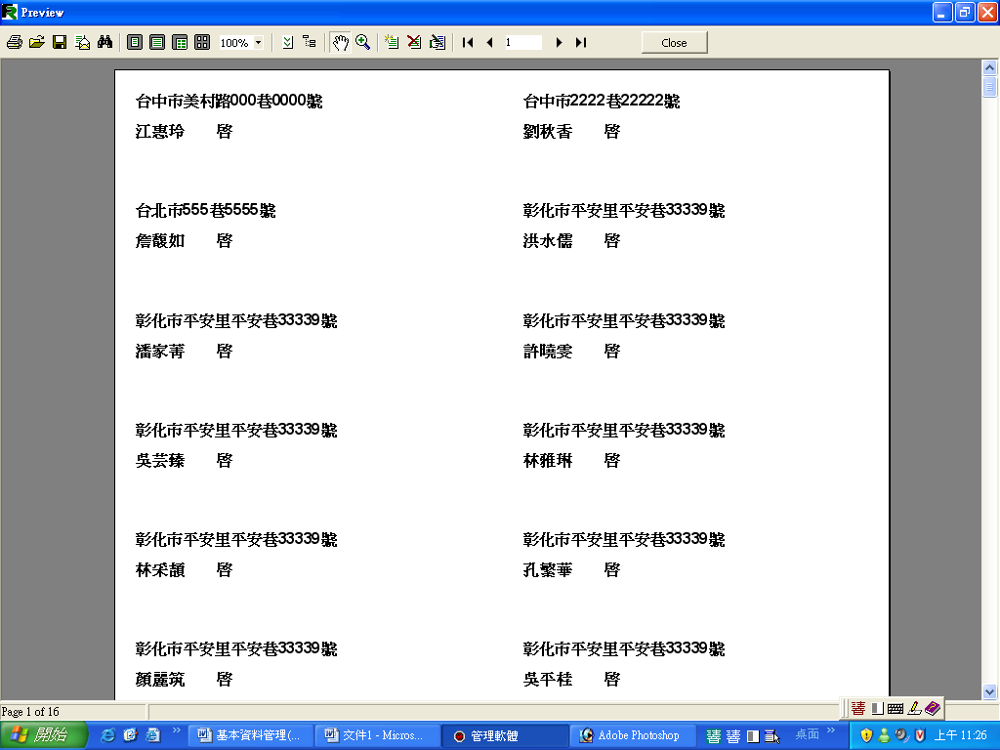 Preview
100%
1
Close
台中市美村路000巷0000號
江惠玲 啓
台中市2222巷22222號
劉秋香 啓
台北市555巷5555號
詹馥如 啓
彰化市平安里平安巷33339號
洪水儒 啓
彰化市平安里平安巷33339號
潘家菁 啓
彰化市平安里平安巷33339號
許曉雯 啓
彰化市平安里平安巷33339號
吳芸臻 啓
彰化市平安里平安巷33339號
林雅琳 啓
彰化市平安里平安巷33339號
林采頷 啓
彰化市平安里平安巷33339號
孔繁華 啓
彰化市平安里平安巷33339號
顏麗筑 啓
彰化市平安里平安巷33339號
吳平桂 啓
Page 1 of 16
開始
基本資料管理(...
文件1 - Micros...
管理軟體
Adobe Photoshop
桌面
上午 11:26